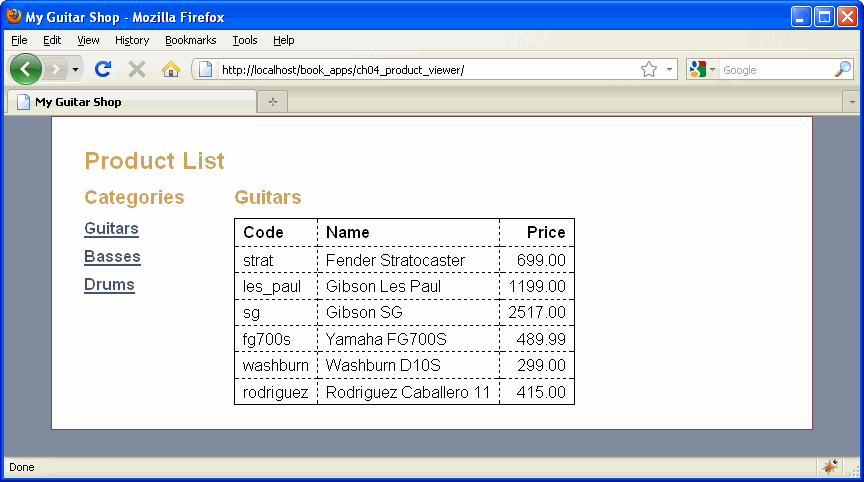 My Guitar Shop - Mozilla Firefox
File Edit View History Bookmarks Tools Help
http://localhost/book_apps/ch04_product_viewer/
Google
My Guitar Shop
Product List
Categories
Guitars
Basses
Drums
Guitars
Code Name Price
strat Fender Stratocaster 699.00
les_paul Gibson Les Paul 1199.00
sg Gibson SG 2517.00
fg700s Yamaha FG700S 489.99
washburn Washburn D10S 299.00
rodriguez Rodriguez Caballero 11 415.00
Done